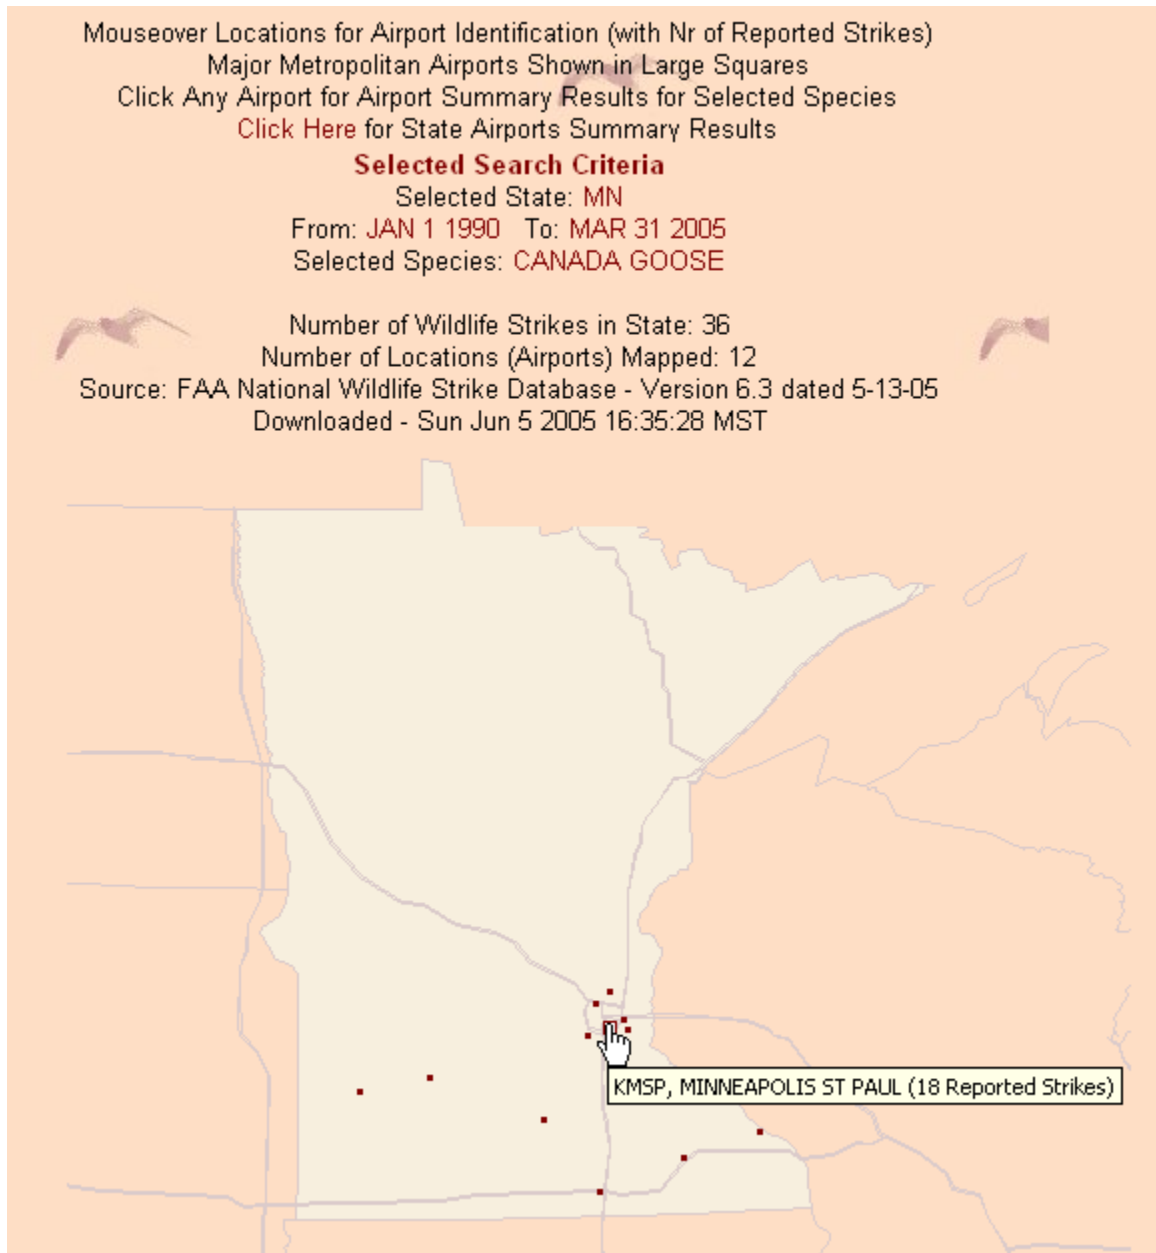 Mouseover Locations for Airport Identification (with Nr of Reported Strikes)
Major Metropolitan Airports Shown in Large Squares
Click Any Airport for Airport Summary Results for Selected Species
Click Here for State Airports Summary Results
Selected Search Criteria
Selected State: MN
From: JAN 1 1990 To: MAR 31 2005
Selected Species: CANADA GOOSE
Number of Wildlife Strikes in State: 36
Number of Locations (Airports) Mapped: 12
Source: FAA National Wildlife Strike Database - Version 6.3 dated 5-13-05
Downloaded - Sun Jun 5 2005 16:35:28 MST
KMSP, MINNEAPOLIS ST PAUL (18 Reported Strikes)